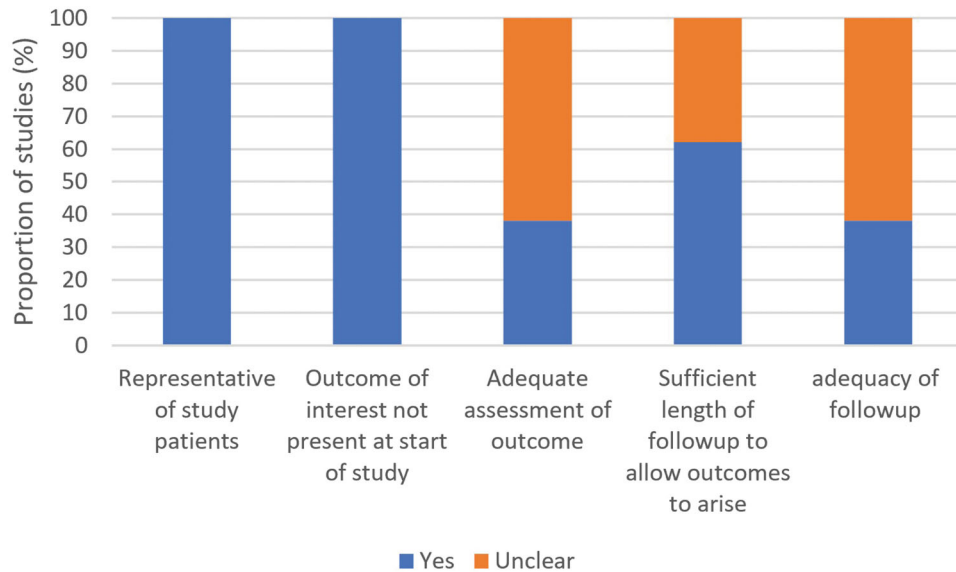 Proportion of studies (%)
100
90
80
70
60
50
40
30
20
10
0
Representative
of study
patients
Outcome of
interest not
present at start
of study
Adequate
assessment of
outcome
Sufficient
length of
followup to
allow outcomes
to arise
adequacy of
followup
Yes Unclear